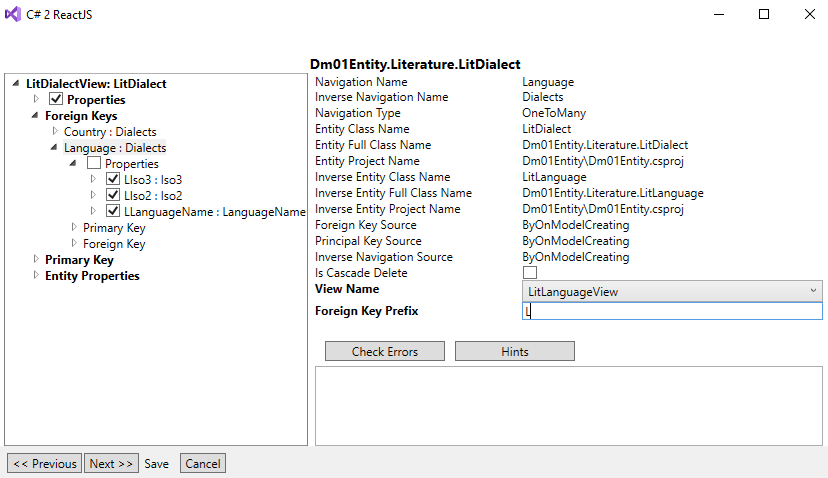 C# 2 ReactJS
Dm01Entity.Literature.LitDialect
LitDialectView: LitDialect
Properties
Foreign Keys
Country : Dialects
Language : Dialects
Properties
LIso3 : Iso3
LIso2 : Iso2
LLanguageName : LanguageName
Primary Key
Foreign Key
Primary Key
Entity Properties
Navigation Name Language
Inverse Navigation Name Dialects
Navigation Type OneToMany
Entity Class Name LitDialect
Entity Full Class Name Dm01Entity.Literature.LitDialect
Entity Project Name Dm01Entity\Dm01Entity.csproj
Inverse Entity Class Name LitLanguage
Inverse Entity Full Class Name Dm01Entity.Literature.LitLanguage
Inverse Entity Project Name Dm01Entity\Dm01Entity.csproj
Foreign Key Source ByOnModelCreating
Principal Key Source ByOnModelCreating
Inverse Navigation Source ByOnModelCreating
Is Cascade Delete
View Name LitLanguageView
Foreign Key Prefix L
Check Errors Hints
<< Previous Next >> Save Cancel